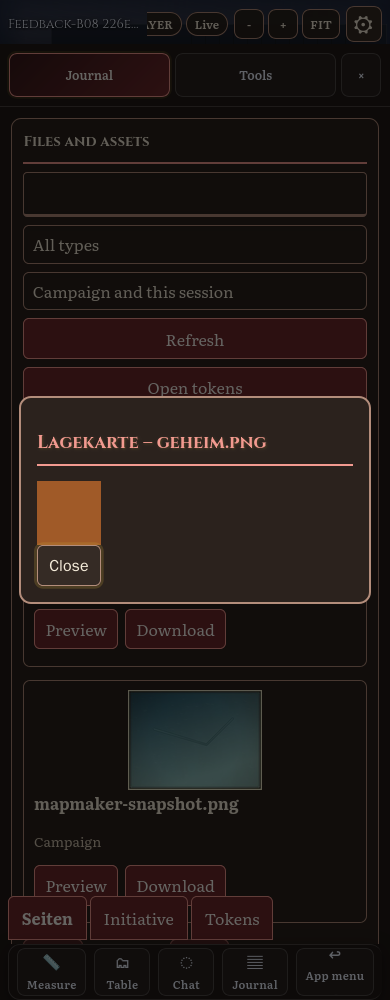 Feedback-B08 226e…
AYER
Live
-
+
FIT
Journal
Tools
×
Files and assets
All types
Campaign and this session
Refresh
Open tokens
Lagekarte – geheim.png
Close
Preview
Download
mapmaker-snapshot.png
Campaign
Preview
Download
Seiten
Initiative
Tokens
Measure
Table
Chat
Journal
App menu